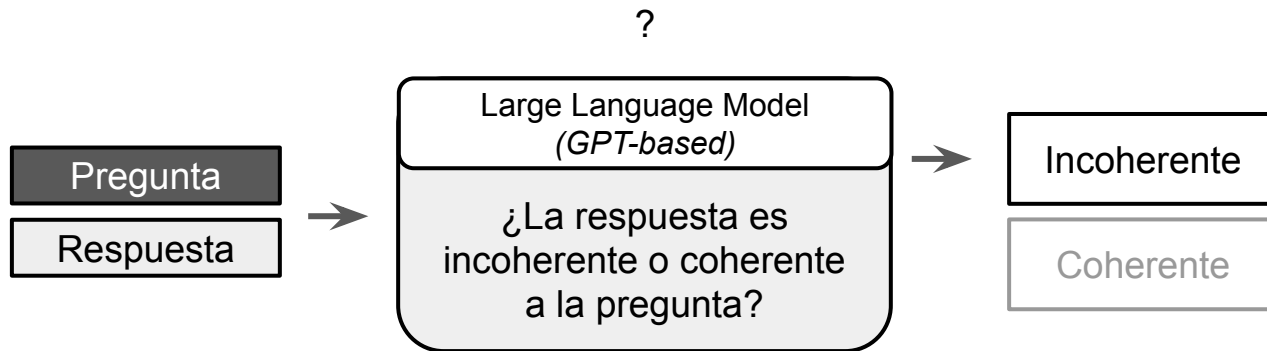 ?
Large Language Model
(GPT-based)
Pregunta
Respuesta
¿La respuesta es
incoherente o coherente
a la pregunta?
Incoherente
Coherente